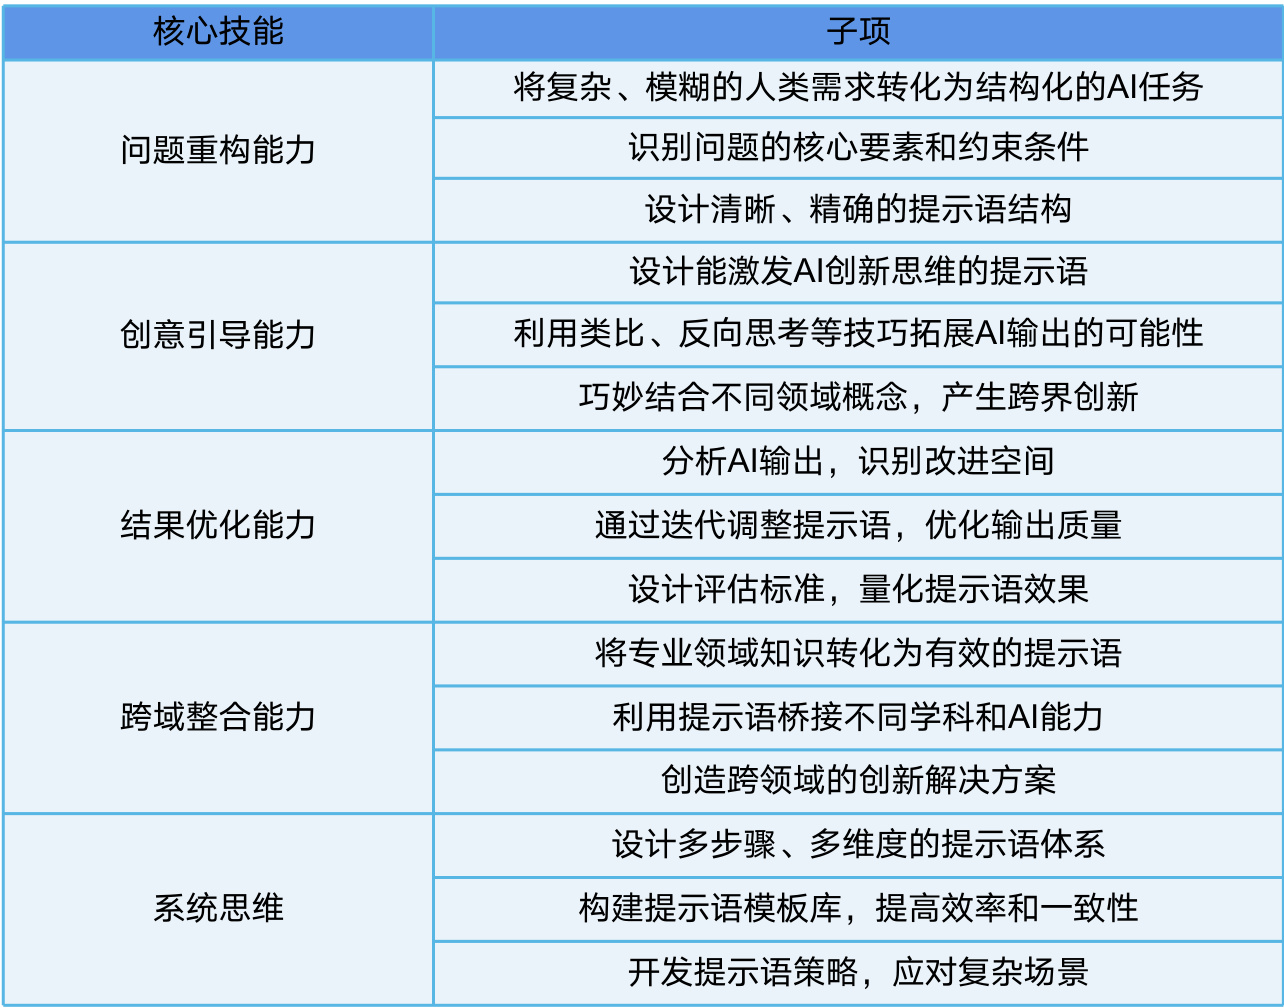 核心技能
子项
问题重构能力
将复杂、模糊的人类需求转化为结构化的AI任务
识别问题的核心要素和约束条件
设计清晰、精确的提示语结构
创意引导能力
设计能激发AI创新思维的提示语
利用类比、反向思考等技巧拓展AI输出的可能性
巧妙结合不同领域概念，产生跨界创新
结果优化能力
分析AI输出，识别改进空间
通过迭代调整提示语，优化输出质量
设计评估标准，量化提示语效果
跨域整合能力
将专业领域知识转化为有效的提示语
利用提示语桥接不同学科和AI能力
创造跨领域的创新解决方案
系统思维
设计多步骤、多维度的提示语体系
构建提示语模板库，提高效率和一致性
开发提示语策略，应对复杂场景